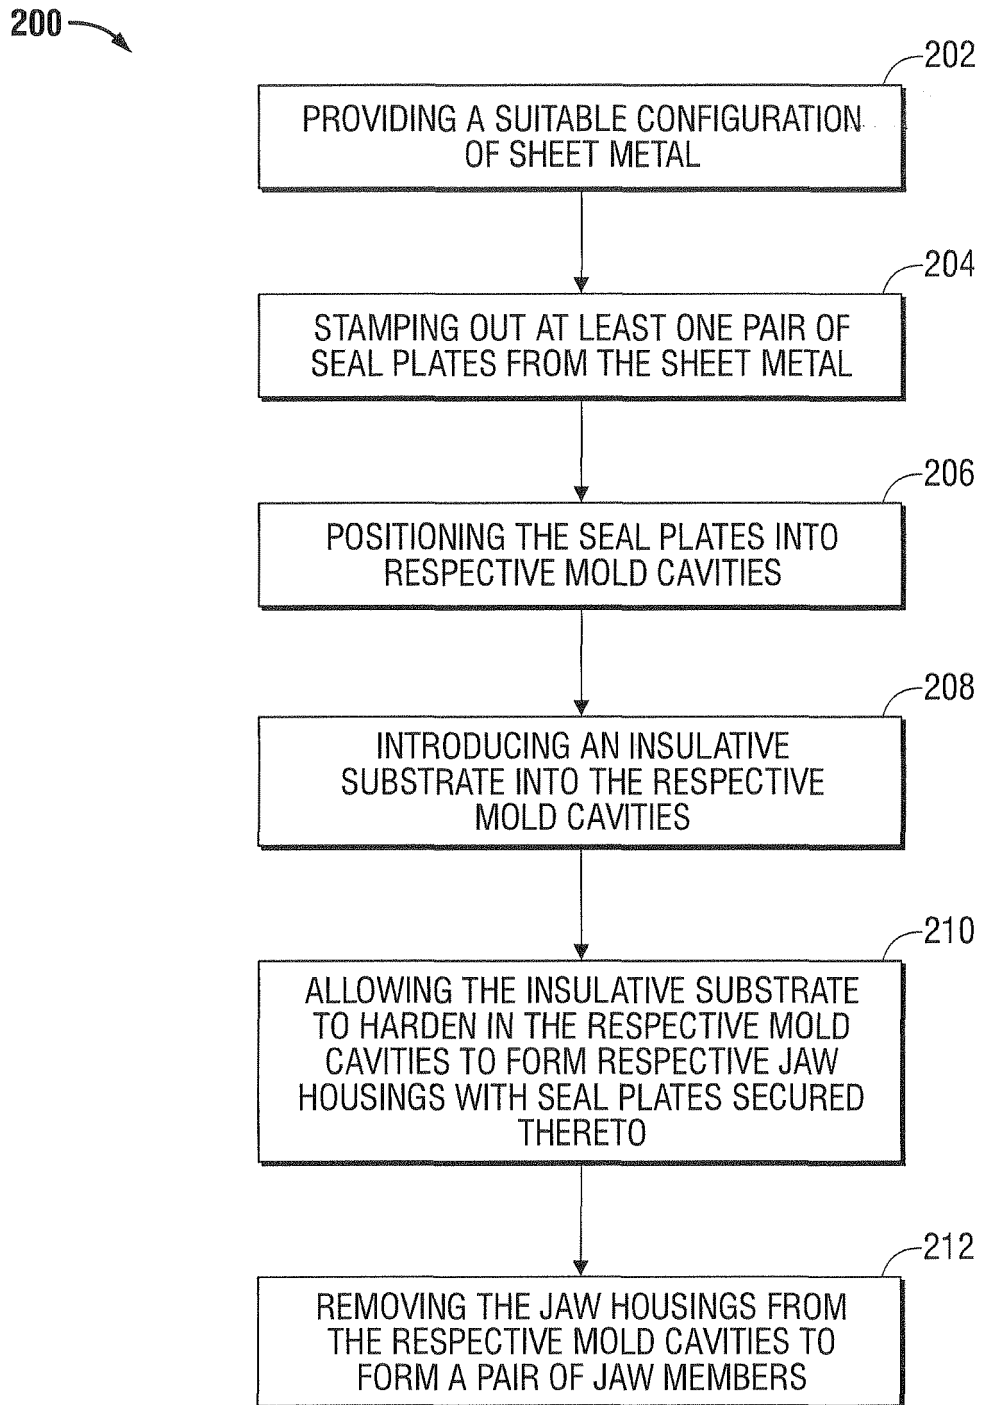 200
202
PROVIDING A SUITABLE CONFIGURATION
OF SHEET METAL
204
STAMPING OUT AT LEAST ONE PAIR OF
SEAL PLATES FROM THE SHEET METAL
206
POSITIONING THE SEAL PLATES INTO
RESPECTIVE MOLD CAVITIES
208
INTRODUCING AN INSULATIVE
SUBSTRATE INTO THE RESPECTIVE
MOLD CAVITIES
210
ALLOWING THE INSULATIVE SUBSTRATE
TO HARDEN IN THE RESPECTIVE MOLD
CAVITIES TO FORM RESPECTIVE JAW
HOUSINGS WITH SEAL PLATES SECURED
THERETO
212
REMOVING THE JAW HOUSINGS FROM
THE RESPECTIVE MOLD CAVITIES TO
FORM A PAIR OF JAW MEMBERS